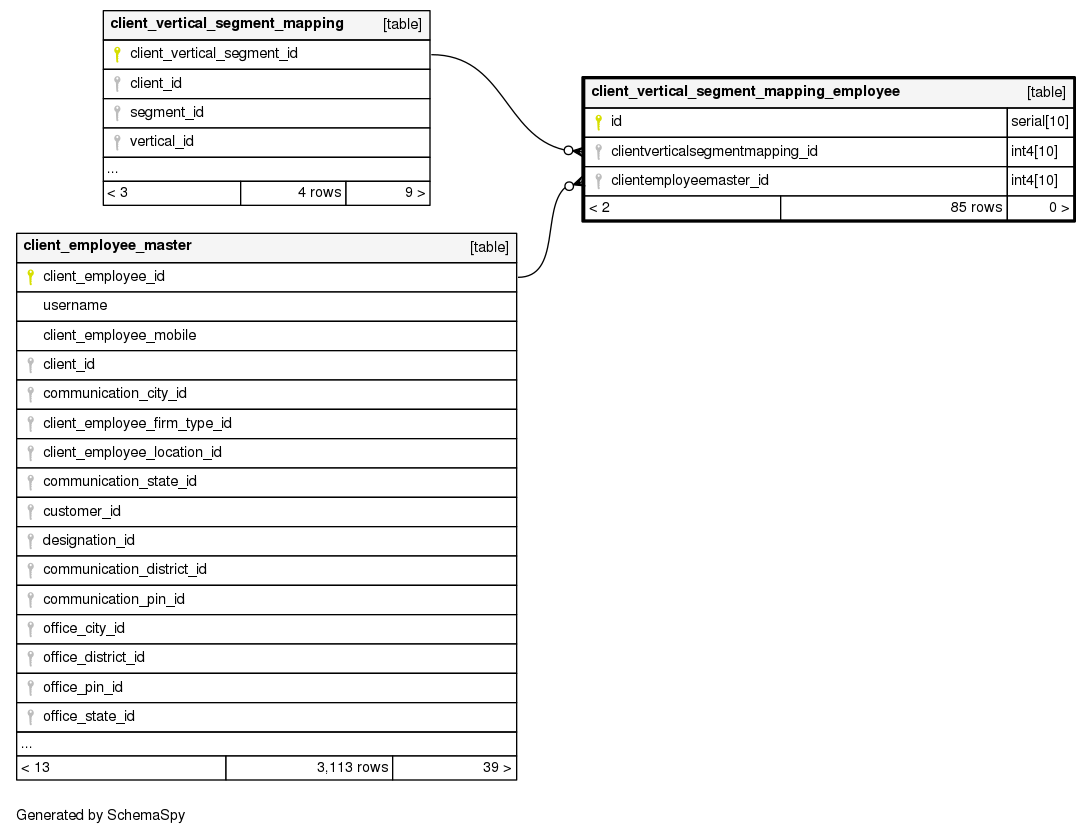 client_vertical_segment_mapping [table]
client_vertical_segment_id
client_id
segment_id
vertical_id
...
< 3 4 rows 9 >
client_vertical_segment_mapping_employee [table]
id serial[10]
clientverticalsegmentmapping_id int4[10]
clientemployeemaster_id int4[10]
< 2 85 rows 0 >
client_employee_master [table]
client_employee_id
username
client_employee_mobile
client_id
communication_city_id
client_employee_firm_type_id
client_employee_location_id
communication_state_id
customer_id
designation_id
communication_district_id
communication_pin_id
office_city_id
office_district_id
office_pin_id
office_state_id
...
< 13 3,113 rows 39 >
Generated by SchemaSpy